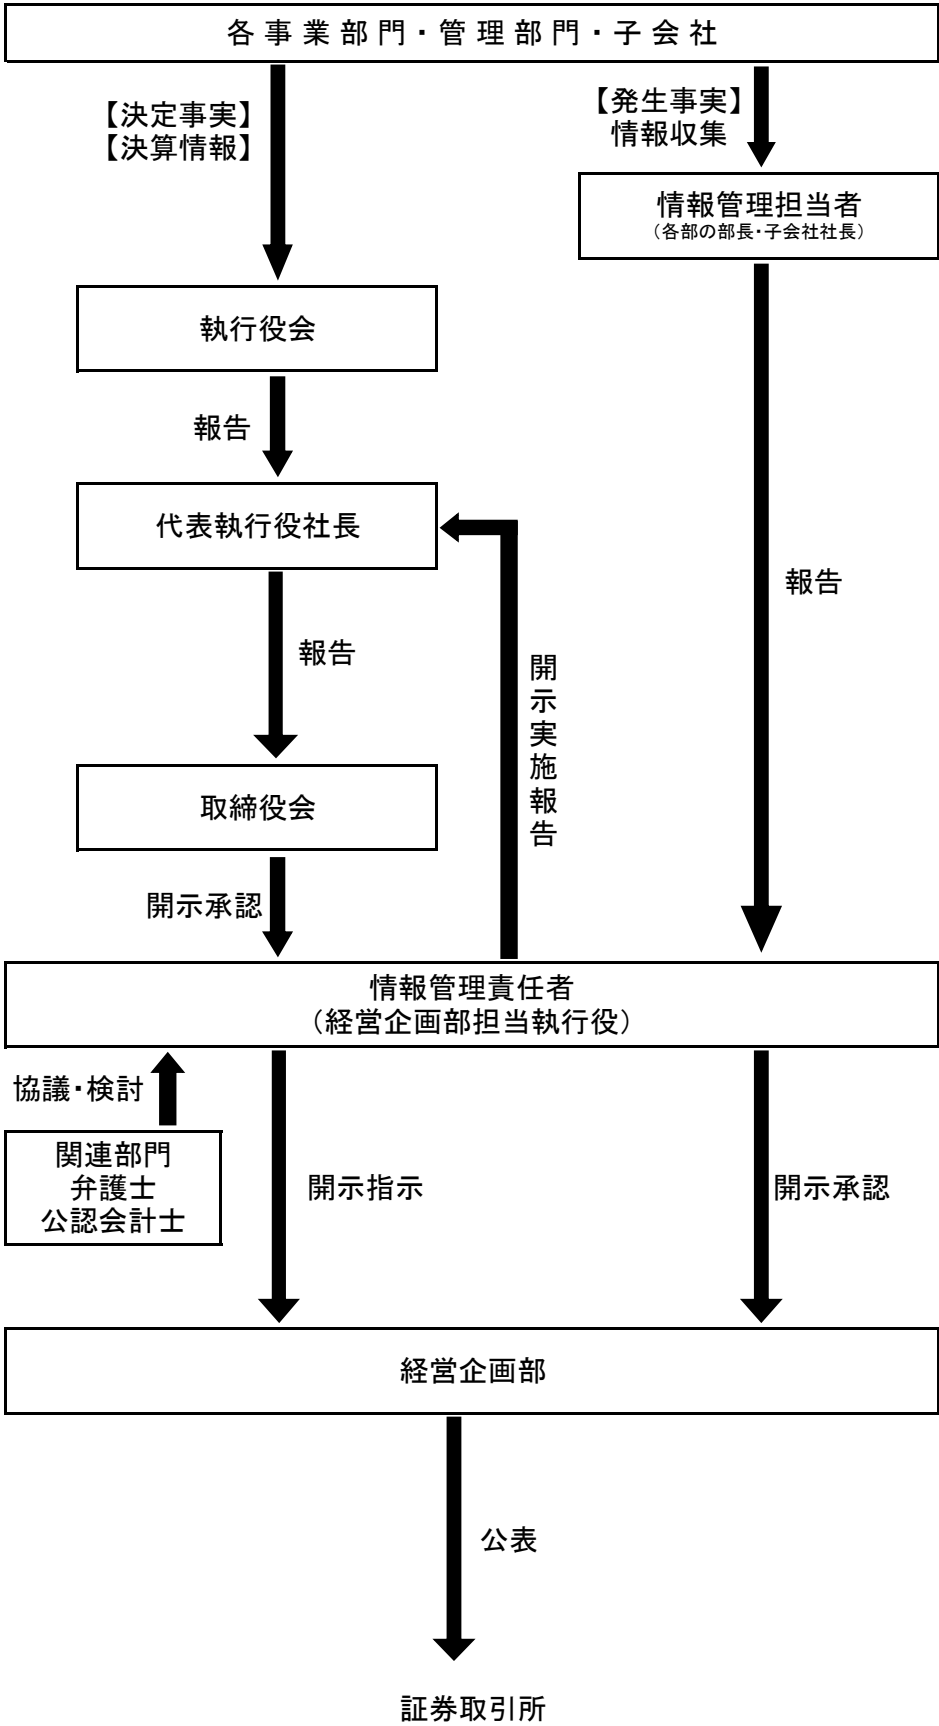 各事業部門・管理部門・子会社
【決定事実】
【決算情報】
【発生事実】
情報収集
情報管理担当者
（各部の部長・子会社社長）
執行役会
報告
代表執行役社長
報告
報告
開示実施報告
取締役会
開示承認
情報管理責任者
（経営企画部担当執行役）
協議・検討
関連部門
弁護士
公認会計士
開示指示
開示承認
経営企画部
公表
証券取引所